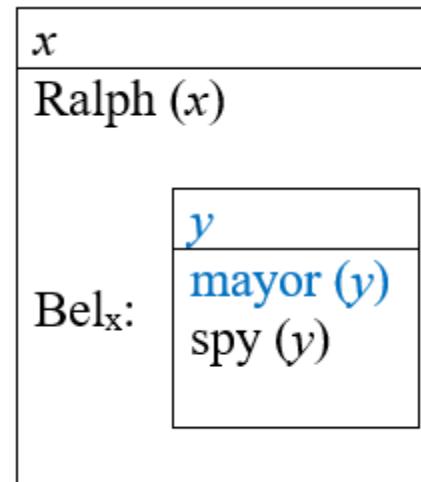 x
Ralph (x)
y
mayor (y)
Belₓ:
spy (y)